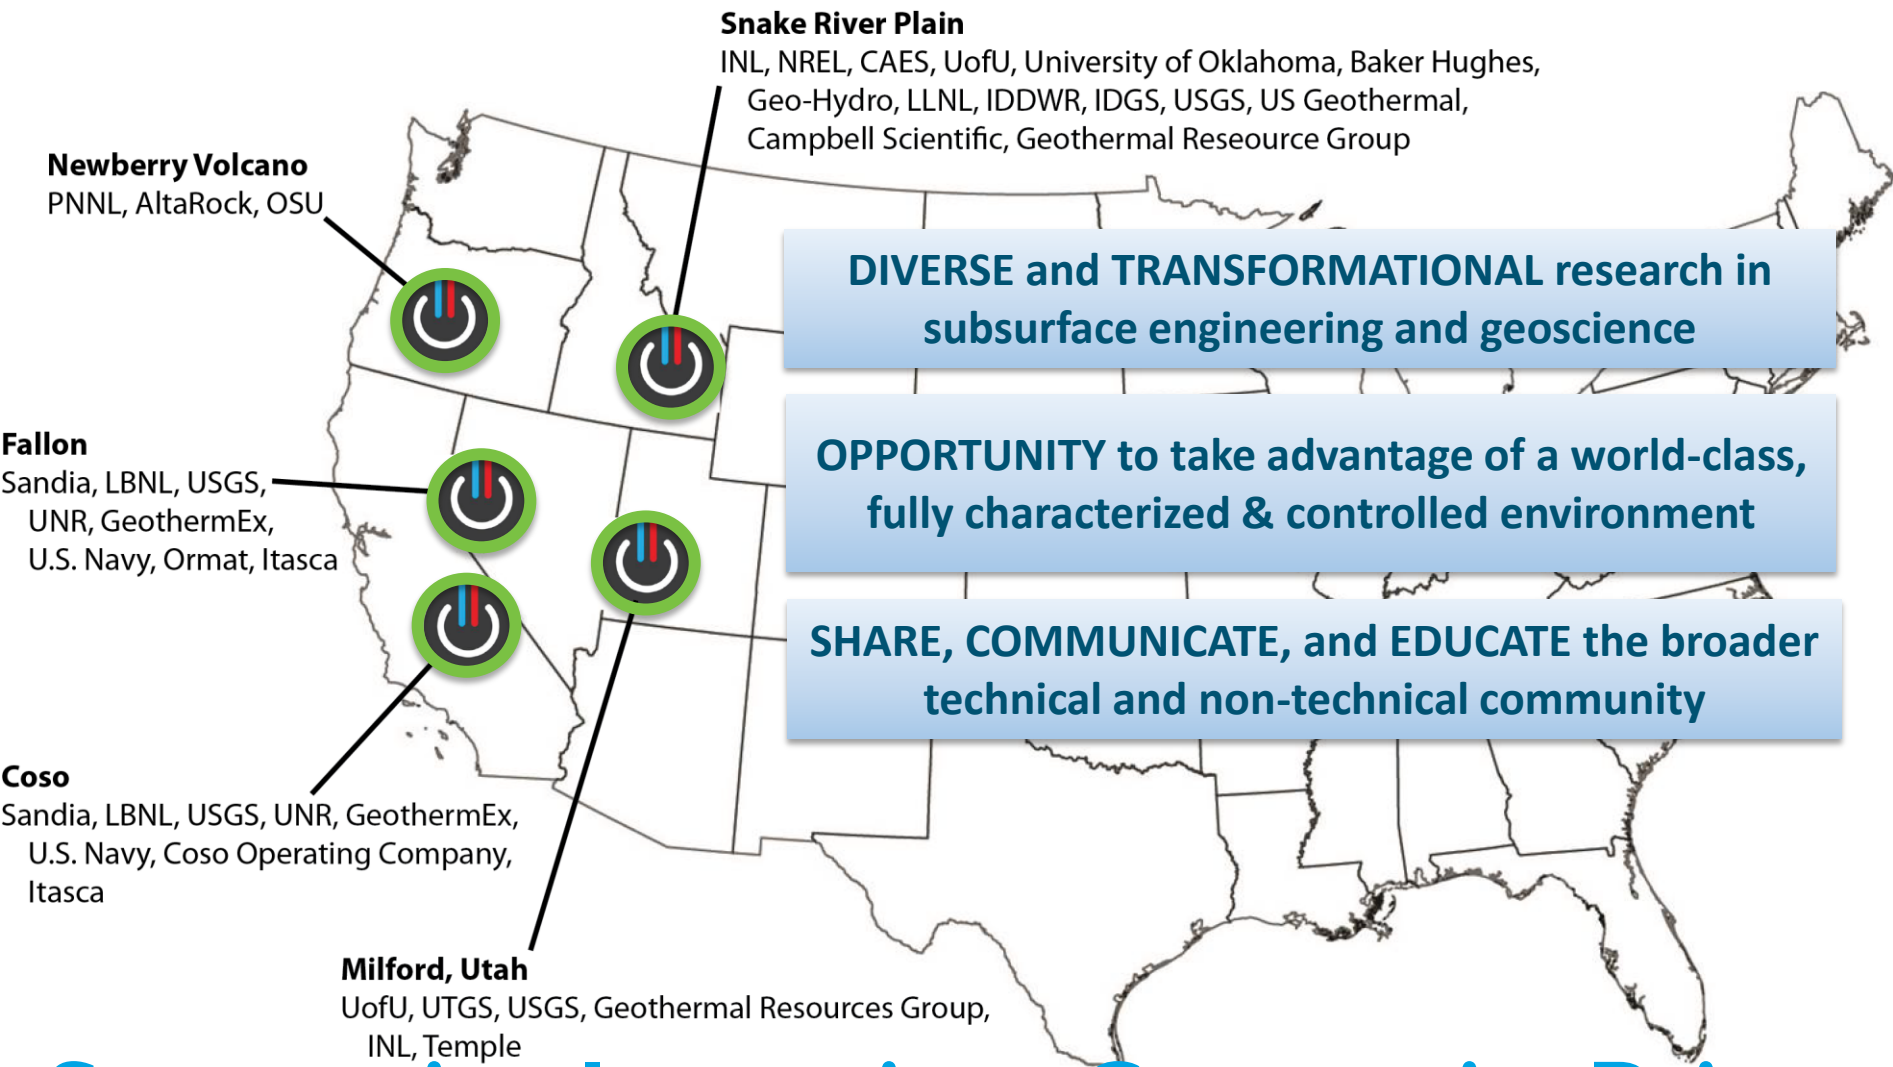 Snake River Plain
INL, NREL, CAES, UofU, University of Oklahoma, Baker Hughes,
Geo-Hydro, LLNL, IDDWR, IDGS, USGS, US Geothermal,
Campbell Scientific, Geothermal Reseource Group
Newberry Volcano
PNNL, AltaRock, OSU
DIVERSE and TRANSFORMATIONAL research in
subsurface engineering and geoscience
OPPORTUNITY to take advantage of a world-class,
fully characterized & controlled environment
SHARE, COMMUNICATE, and EDUCATE the broader
technical and non-technical community
Fallon
Sandia, LBNL, USGS,
UNR, GeothermEx,
U.S. Navy, Ormat, Itasca
Coso
Sandia, LBNL, USGS, UNR, GeothermEx,
U.S. Navy, Coso Operating Company,
Itasca
Milford, Utah
UofU, UTGS, USGS, Geothermal Resources Group,
INL, Temple